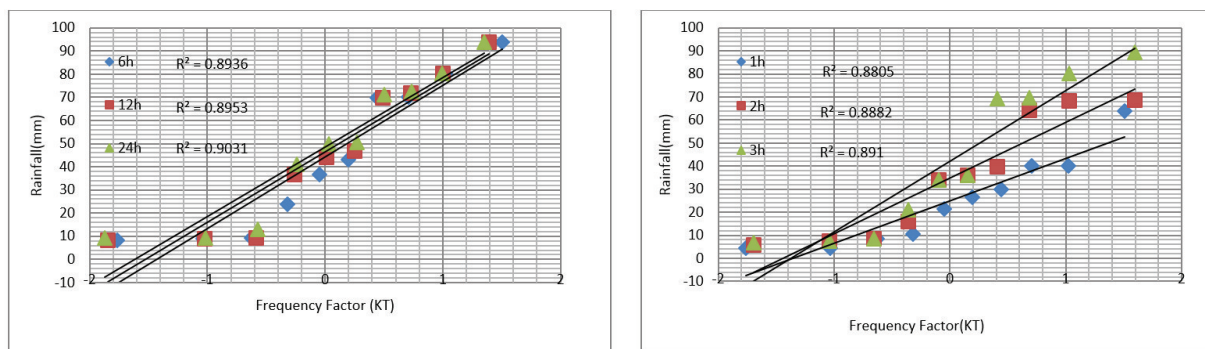 100
90
80
70
60
50
40
30
20
10
0
-10
Rainfall(mm)
6h R² = 0.8936
12h R² = 0.8953
24h R² = 0.9031
-2 -1 0 1 2
Frequency Factor (KT)
100
90
80
70
60
50
40
30
20
10
0
-10
Rainfall(mm)
1h R² = 0.8805
2h R² = 0.8882
3h R² = 0.891
-2 -1 0 1 2
Frequency Factor(KT)